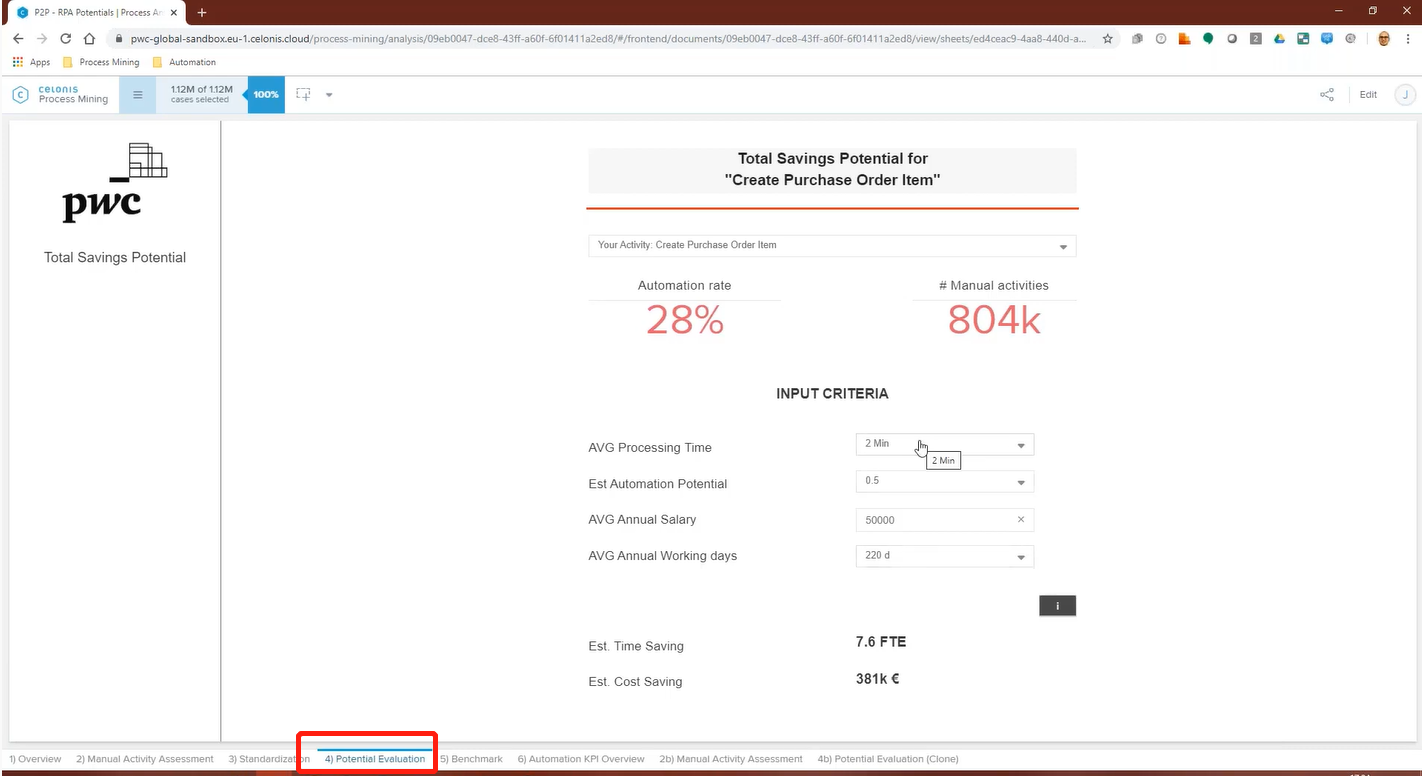 P2P - RPA Potentials | Process An
pwc-global-sandbox.eu-1.celonis.cloud/process-mining/analysis/09eb0047-dce8-43ff-a60f-6f01411a2ed8/#/frontend/documents/09eb0047-dce8-43ff-a60f-6f01411a2ed8/view/sheets/ed4ceac9-4aa8-440d-a...
Apps Process Mining Automation
celonis
Process Mining
1.12M of 1.12M
cases selected
100%
Edit
J
pwc
Total Savings Potential
Total Savings Potential for
"Create Purchase Order Item"
Your Activity: Create Purchase Order Item
Automation rate # Manual activities
28% 804k
INPUT CRITERIA
AVG Processing Time 2 Min
2 Min
Est Automation Potential 0.5
AVG Annual Salary 50000
AVG Annual Working days 220 d
i
Est. Time Saving 7.6 FTE
Est. Cost Saving 381k €
1) Overview 2) Manual Activity Assessment 3) Standardization 4) Potential Evaluation 5) Benchmark 6) Automation KPI Overview 2b) Manual Activity Assessment 4b) Potential Evaluation (Clone)